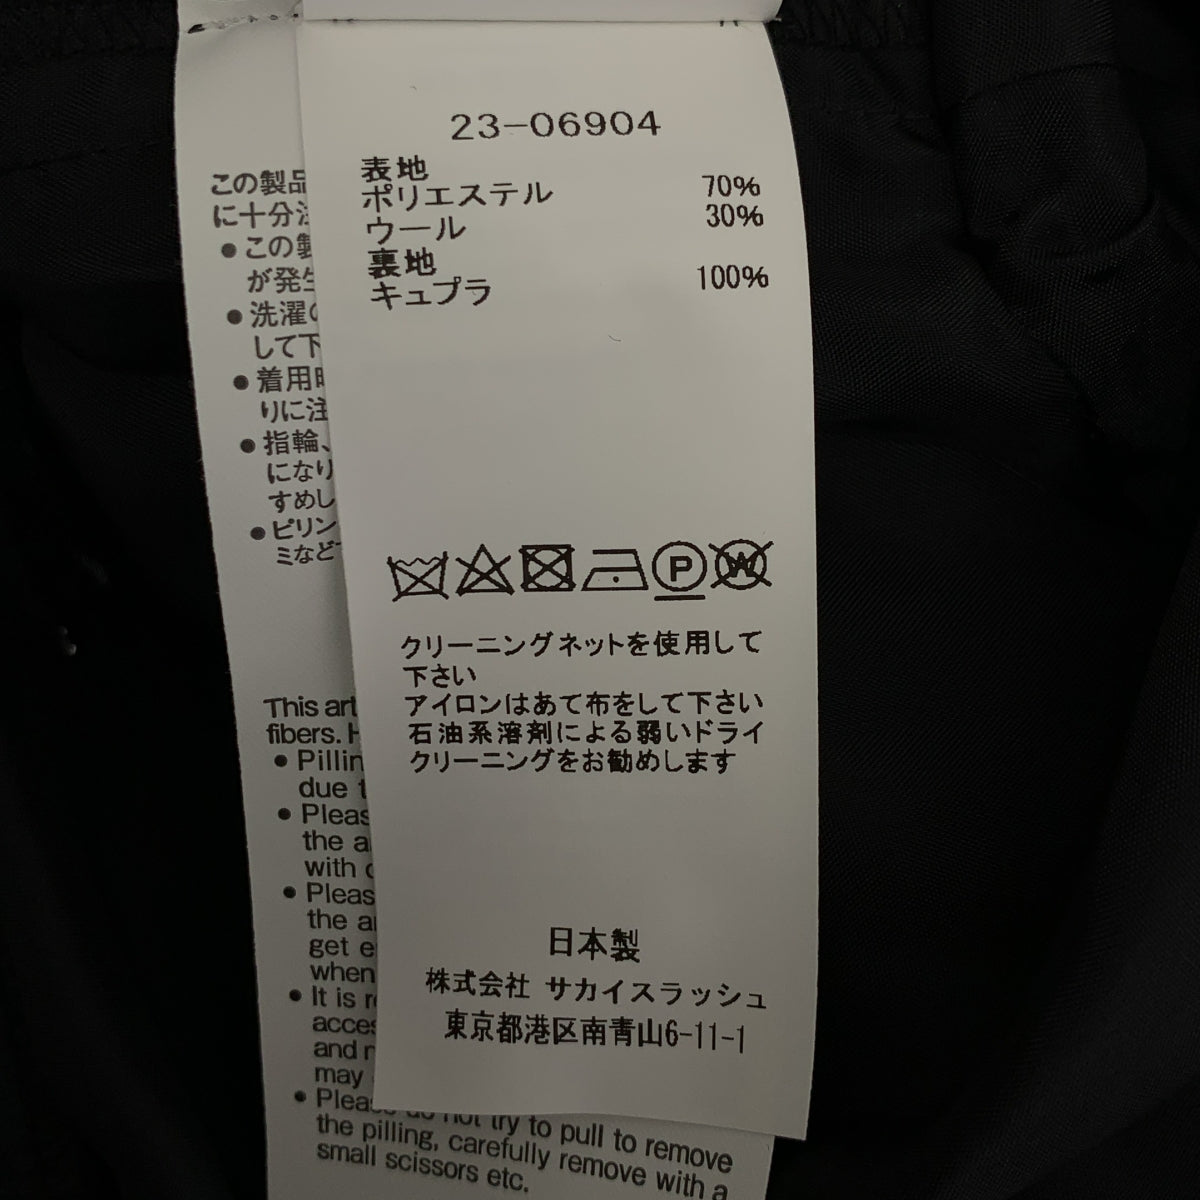 23-06904
表地
ポリエステル 70%
ウール 30%
裏地
キュプラ 100%
P
W
クリーニングネットを使用して
下さい
アイロンはあて布をして下さい
石油系溶剤による弱いドライ
クリーニングをお勧めします
日本製
株式会社 サカイスラッシュ
東京都港区南青山6-11-1
この製品
に十分注
●この製
が発生
●洗濯の
して下
●着用時
りに注
●指輪、
になり
すめし
●ピリン
ミなど
This art
fibers. H
● Pillin
due t
● Pleas
the a
with
● Pleas
the a
get e
when
● It is r
acces
and
may
● Please do not try to pull to remove
the pilling, carefully remove with a
small scissors etc.